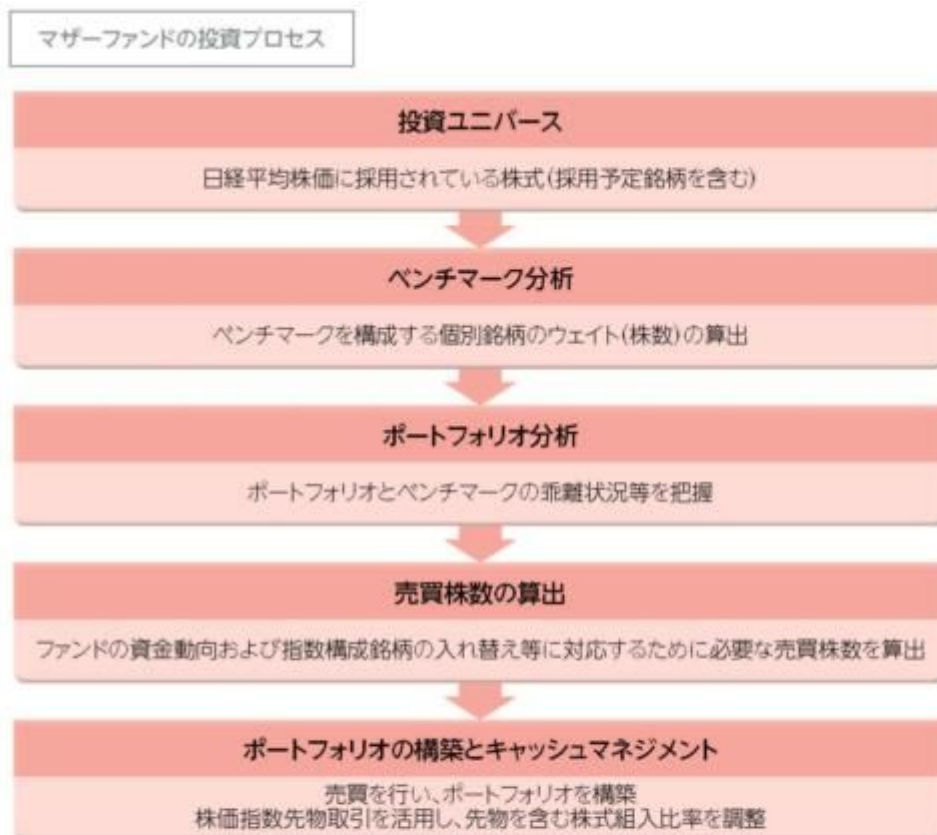 マザーファンドの投資プロセス
投資ユニバース
日経平均株価に採用されている株式(採用予定銘柄を含む)
ベンチマーク分析
ベンチマークを構成する個別銘柄のウェイト(株数)の算出
ポートフォリオ分析
ポートフォリオとベンチマークの乖離状況等を把握
売買株数の算出
ファンドの資金動向および指数構成銘柄の入れ替え等に対応するために必要な売買株数を算出
ポートフォリオの構築とキャッシュマネジメント
売買を行い、ポートフォリオを構築
株価指数先物取引を活用し、先物を含む株式組入比率を調整